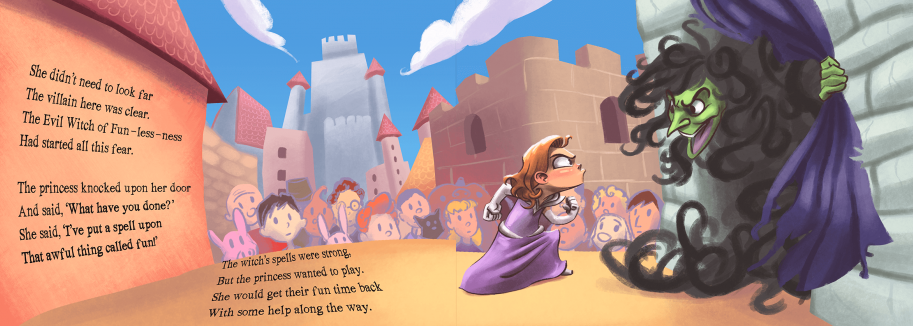 She didn't need to look far
The villain here was clear.
The Evil Witch of Fun-less-ness
Had started all this fear.
The princess knocked upon her door
And said, 'What have you done?'
She said, 'I've put a spell upon
That awful thing called fun!'
The witch's spells were strong,
But the princess wanted to play.
She would get their fun time back
With some help along the way.